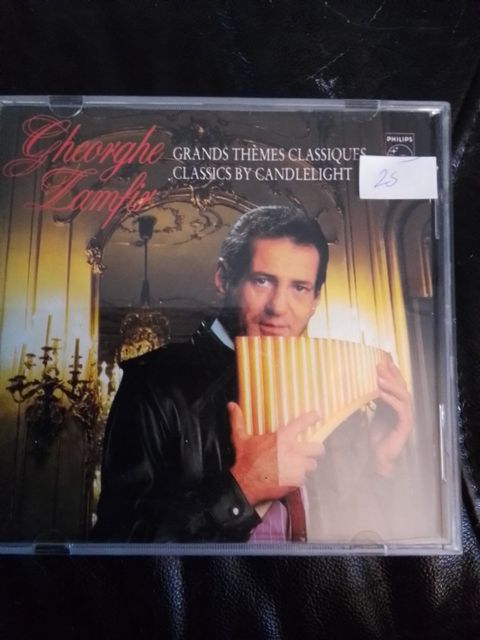 Gheorghe
Zamfir
GRANDS THÈMES CLASSIQUES
CLASSICS BY CANDLELIGHT
PHILIPS
25